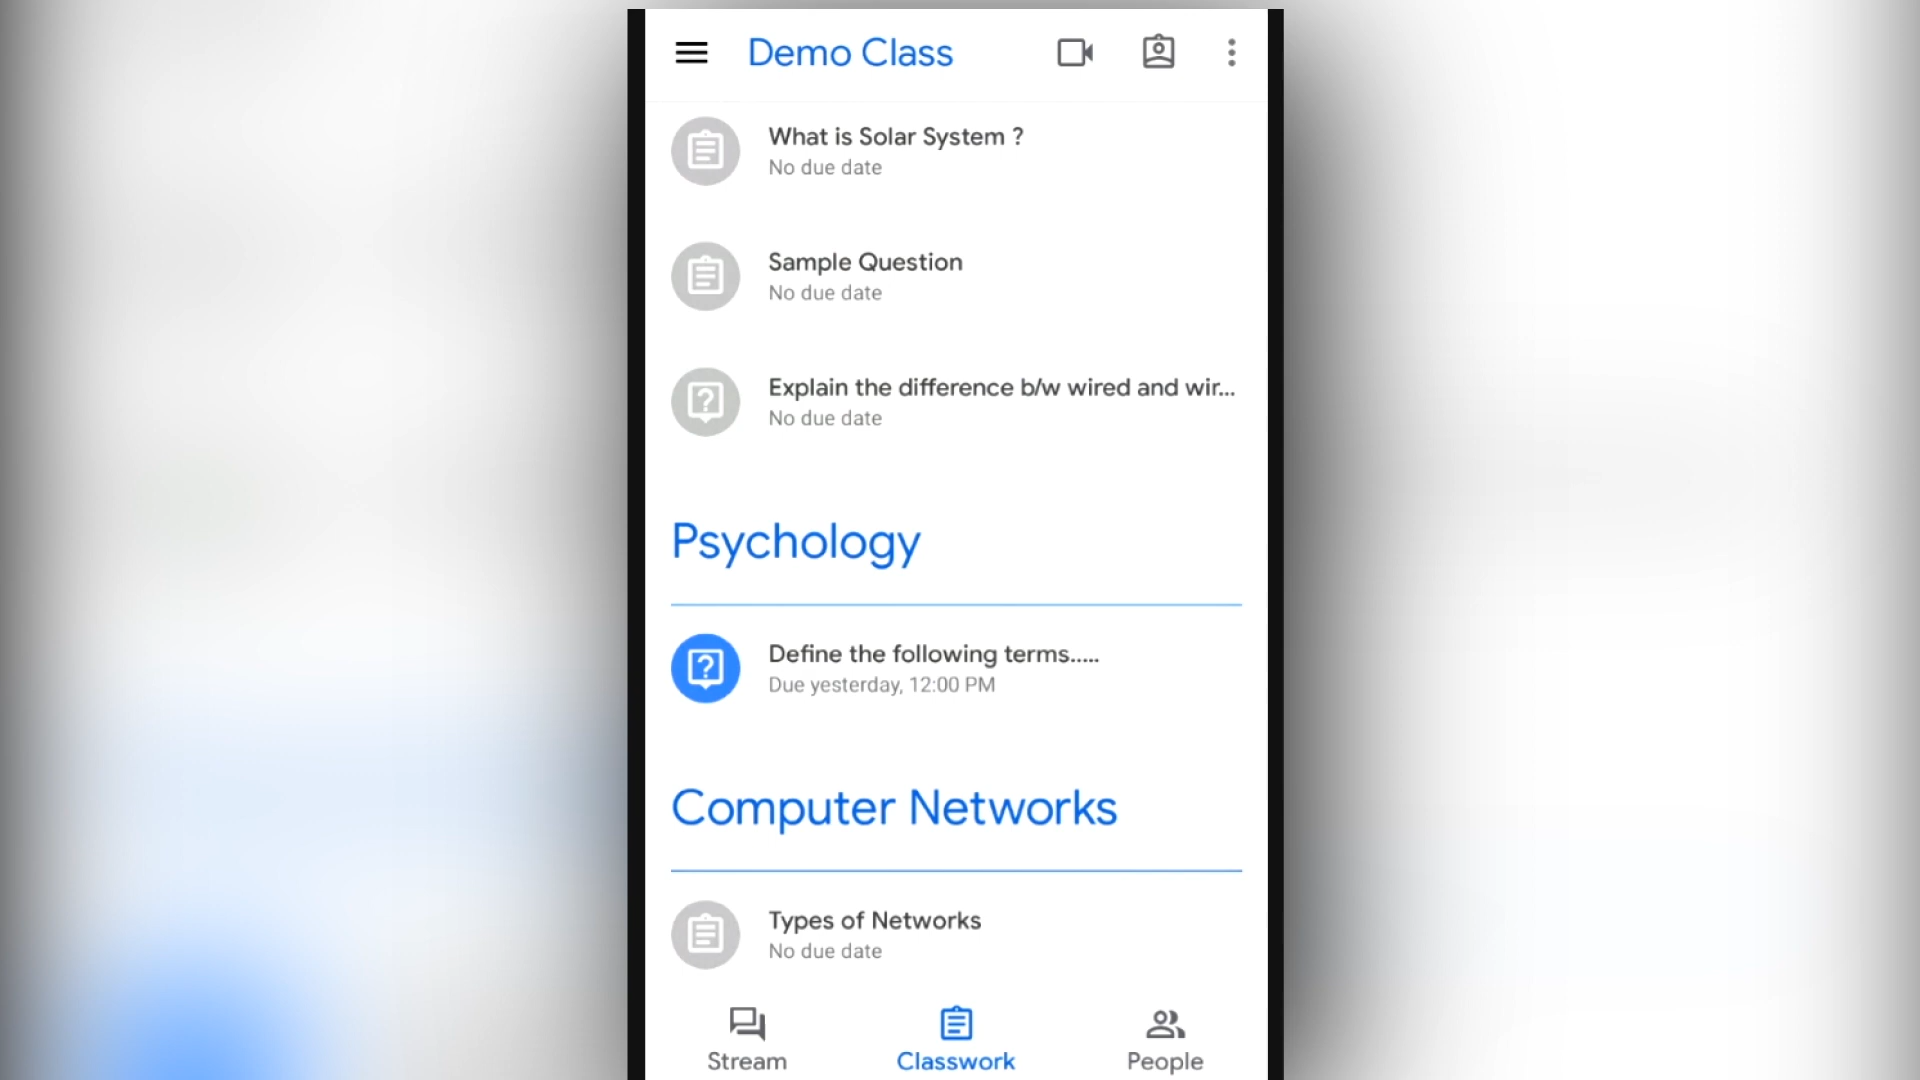 Demo Class
What is Solar System ?
No due date
Sample Question
No due date
Explain the difference b/w wired and wir...
No due date
Psychology
Define the following terms.....
Due yesterday, 12:00 PM
Computer Networks
Types of Networks
No due date
Stream
Classwork
People